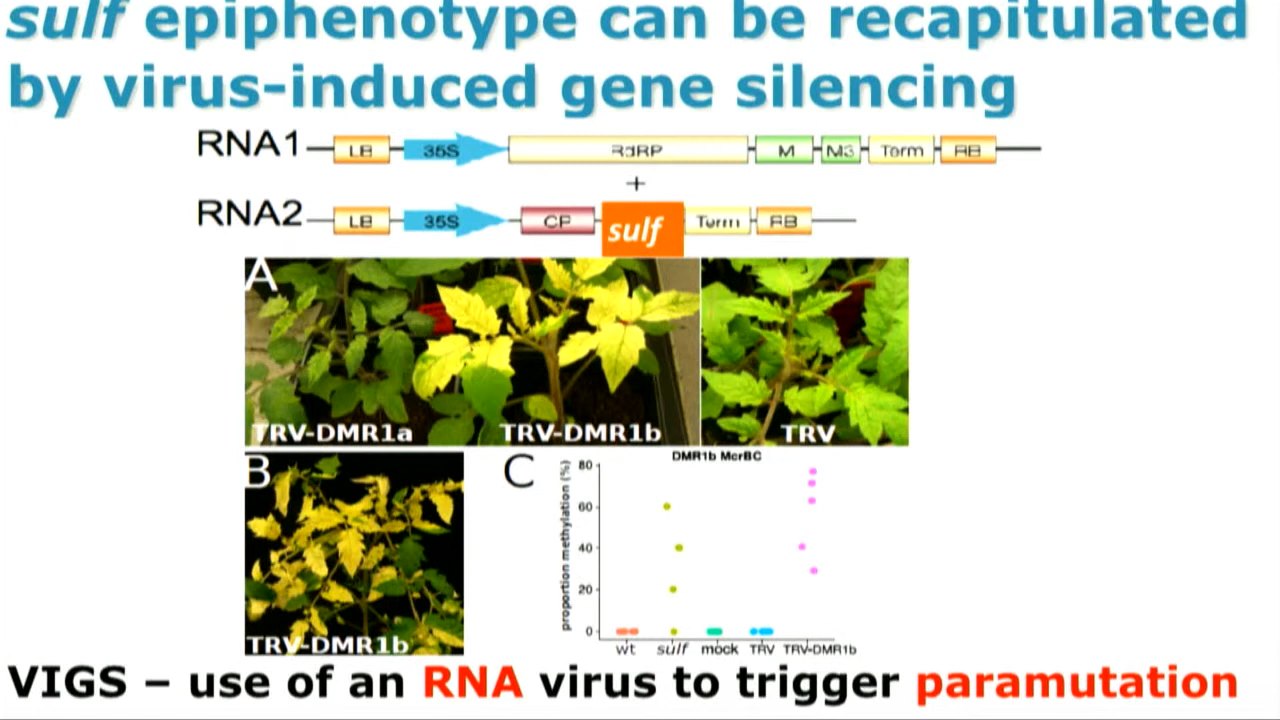 sulf epiphenotype can be recapitulated
by virus-induced gene silencing
RNA1 LB 35S RdRP M M3 Term RB
+
RNA2 LB 35S CP sulf Term RB
A
TRV-DMR1a TRV-DMR1b TRV
B
TRV-DMR1b
C
DMR1b McrBC
proportion methylation (%)
80
60
40
20
0
wt sulf mock TRV TRV-DMR1b
VIGS – use of an RNA virus to trigger paramutation